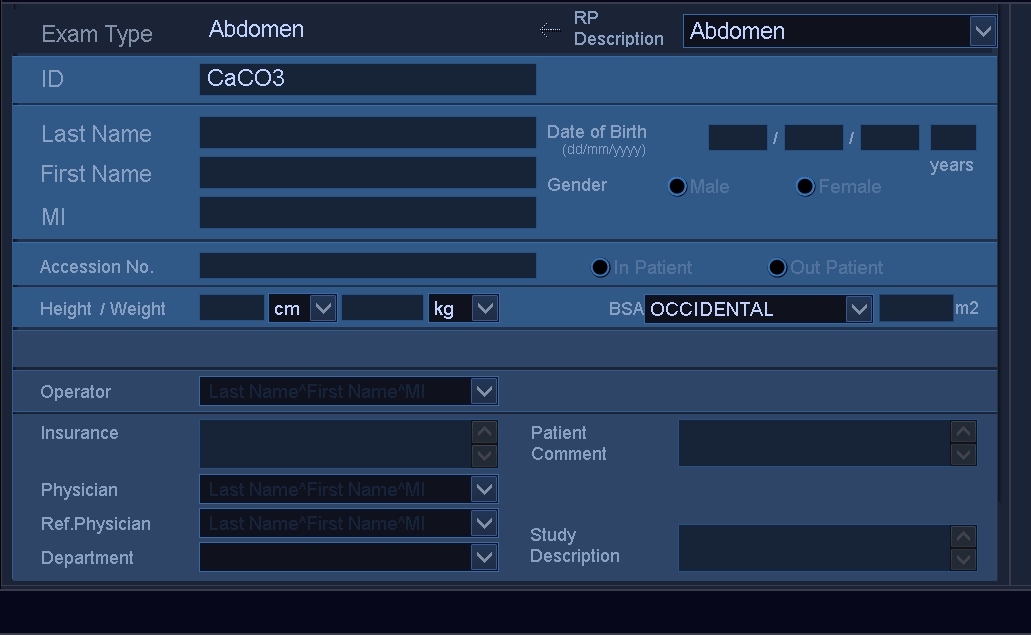 Exam Type Abdomen RP Description Abdomen
ID CaCO3
Last Name Date of Birth / /
(dd/mm/yyyy)
years
First Name
Gender Male Female
MI
Accession No. In Patient Out Patient
Height / Weight cm kg BSA OCCIDENTAL m2
Operator Last Name^First Name^MI
Insurance Patient
Comment
Physician Last Name^First Name^MI
Ref.Physician Last Name^First Name^MI
Study
Description
Department